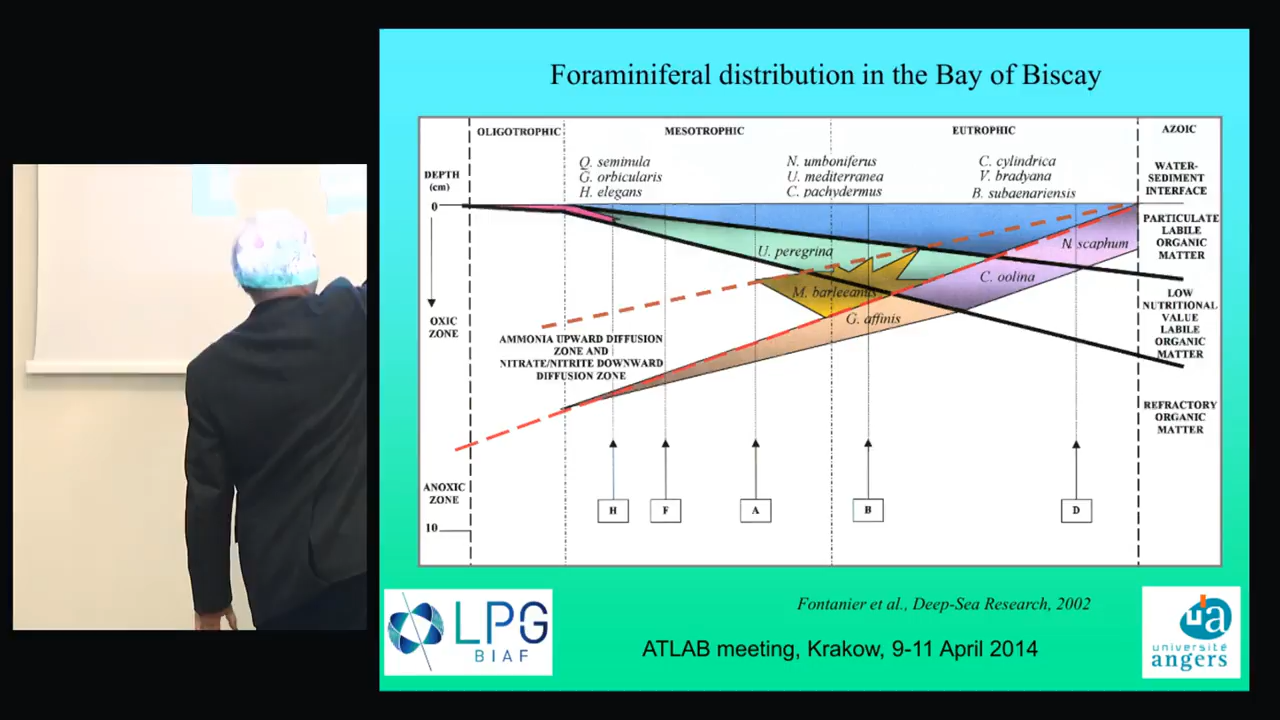 Foraminiferal distribution in the Bay of Biscay
OLIGOTROPHIC
MESOTROPHIC
EUTROPHIC
AZOIC
DEPTH
(cm)
0
OXIC
ZONE
ANOXIC
ZONE
10
Q. seminula
G. orbicularis
H. elegans
N. umboniferus
U. mediterranea
C. pachydermus
C. cylindrica
V. bradyana
B. subaenariensis
WATER-
SEDIMENT
INTERFACE
PARTICULATE
LABILE
ORGANIC
MATTER
LOW
NUTRITIONAL
VALUE
LABILE
ORGANIC
MATTER
REFRACTORY
ORGANIC
MATTER
U. peregrina
N. scaphum
C. oolina
M. barleeanus
G. affinis
AMMONIA UPWARD DIFFUSION
ZONE AND
NITRATE/NITRITE DOWNWARD
DIFFUSION ZONE
H
F
A
B
D
Fontanier et al., Deep-Sea Research, 2002
ATLAB meeting, Krakow, 9-11 April 2014
LPG
BIAF
ua
université
angers